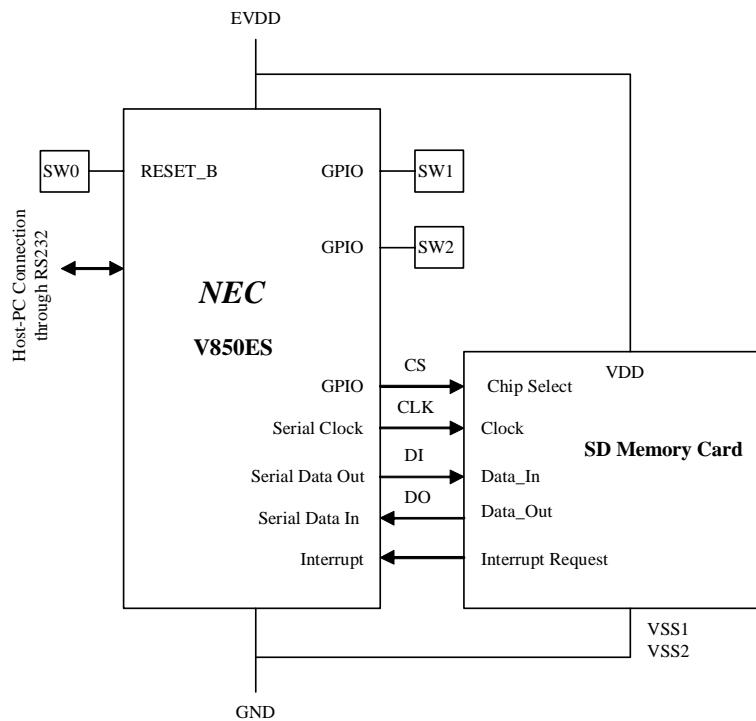 EVDD
SW0
RESET_B
GPIO
SW1
GPIO
SW2
Host-PC Connection
through RS232
NEC
V850ES
GPIO
CS
Chip Select
VDD
Serial Clock
CLK
Clock
SD Memory Card
Serial Data Out
DI
Data_In
Serial Data In
DO
Data_Out
Interrupt
Interrupt Request
VSS1
VSS2
GND